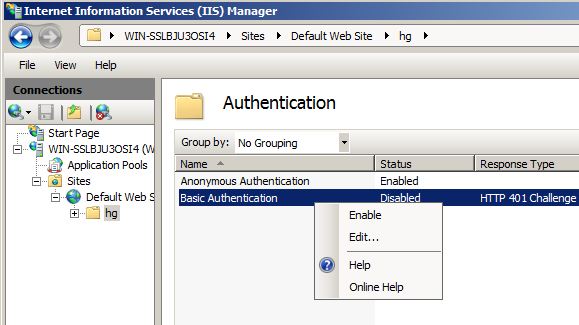 Internet Information Services (IIS) Manager
WIN-SSLBJU3OSI4 Sites Default Web Site hg
File View Help
Connections
Start Page
WIN-SSLBJU3OSI4 (W
Application Pools
Sites
Default Web S
hg
Authentication
Group by: No Grouping
Name Status Response Type
Anonymous Authentication Enabled
Basic Authentication Disabled HTTP 401 Challenge
Enable
Edit...
Help
Online Help